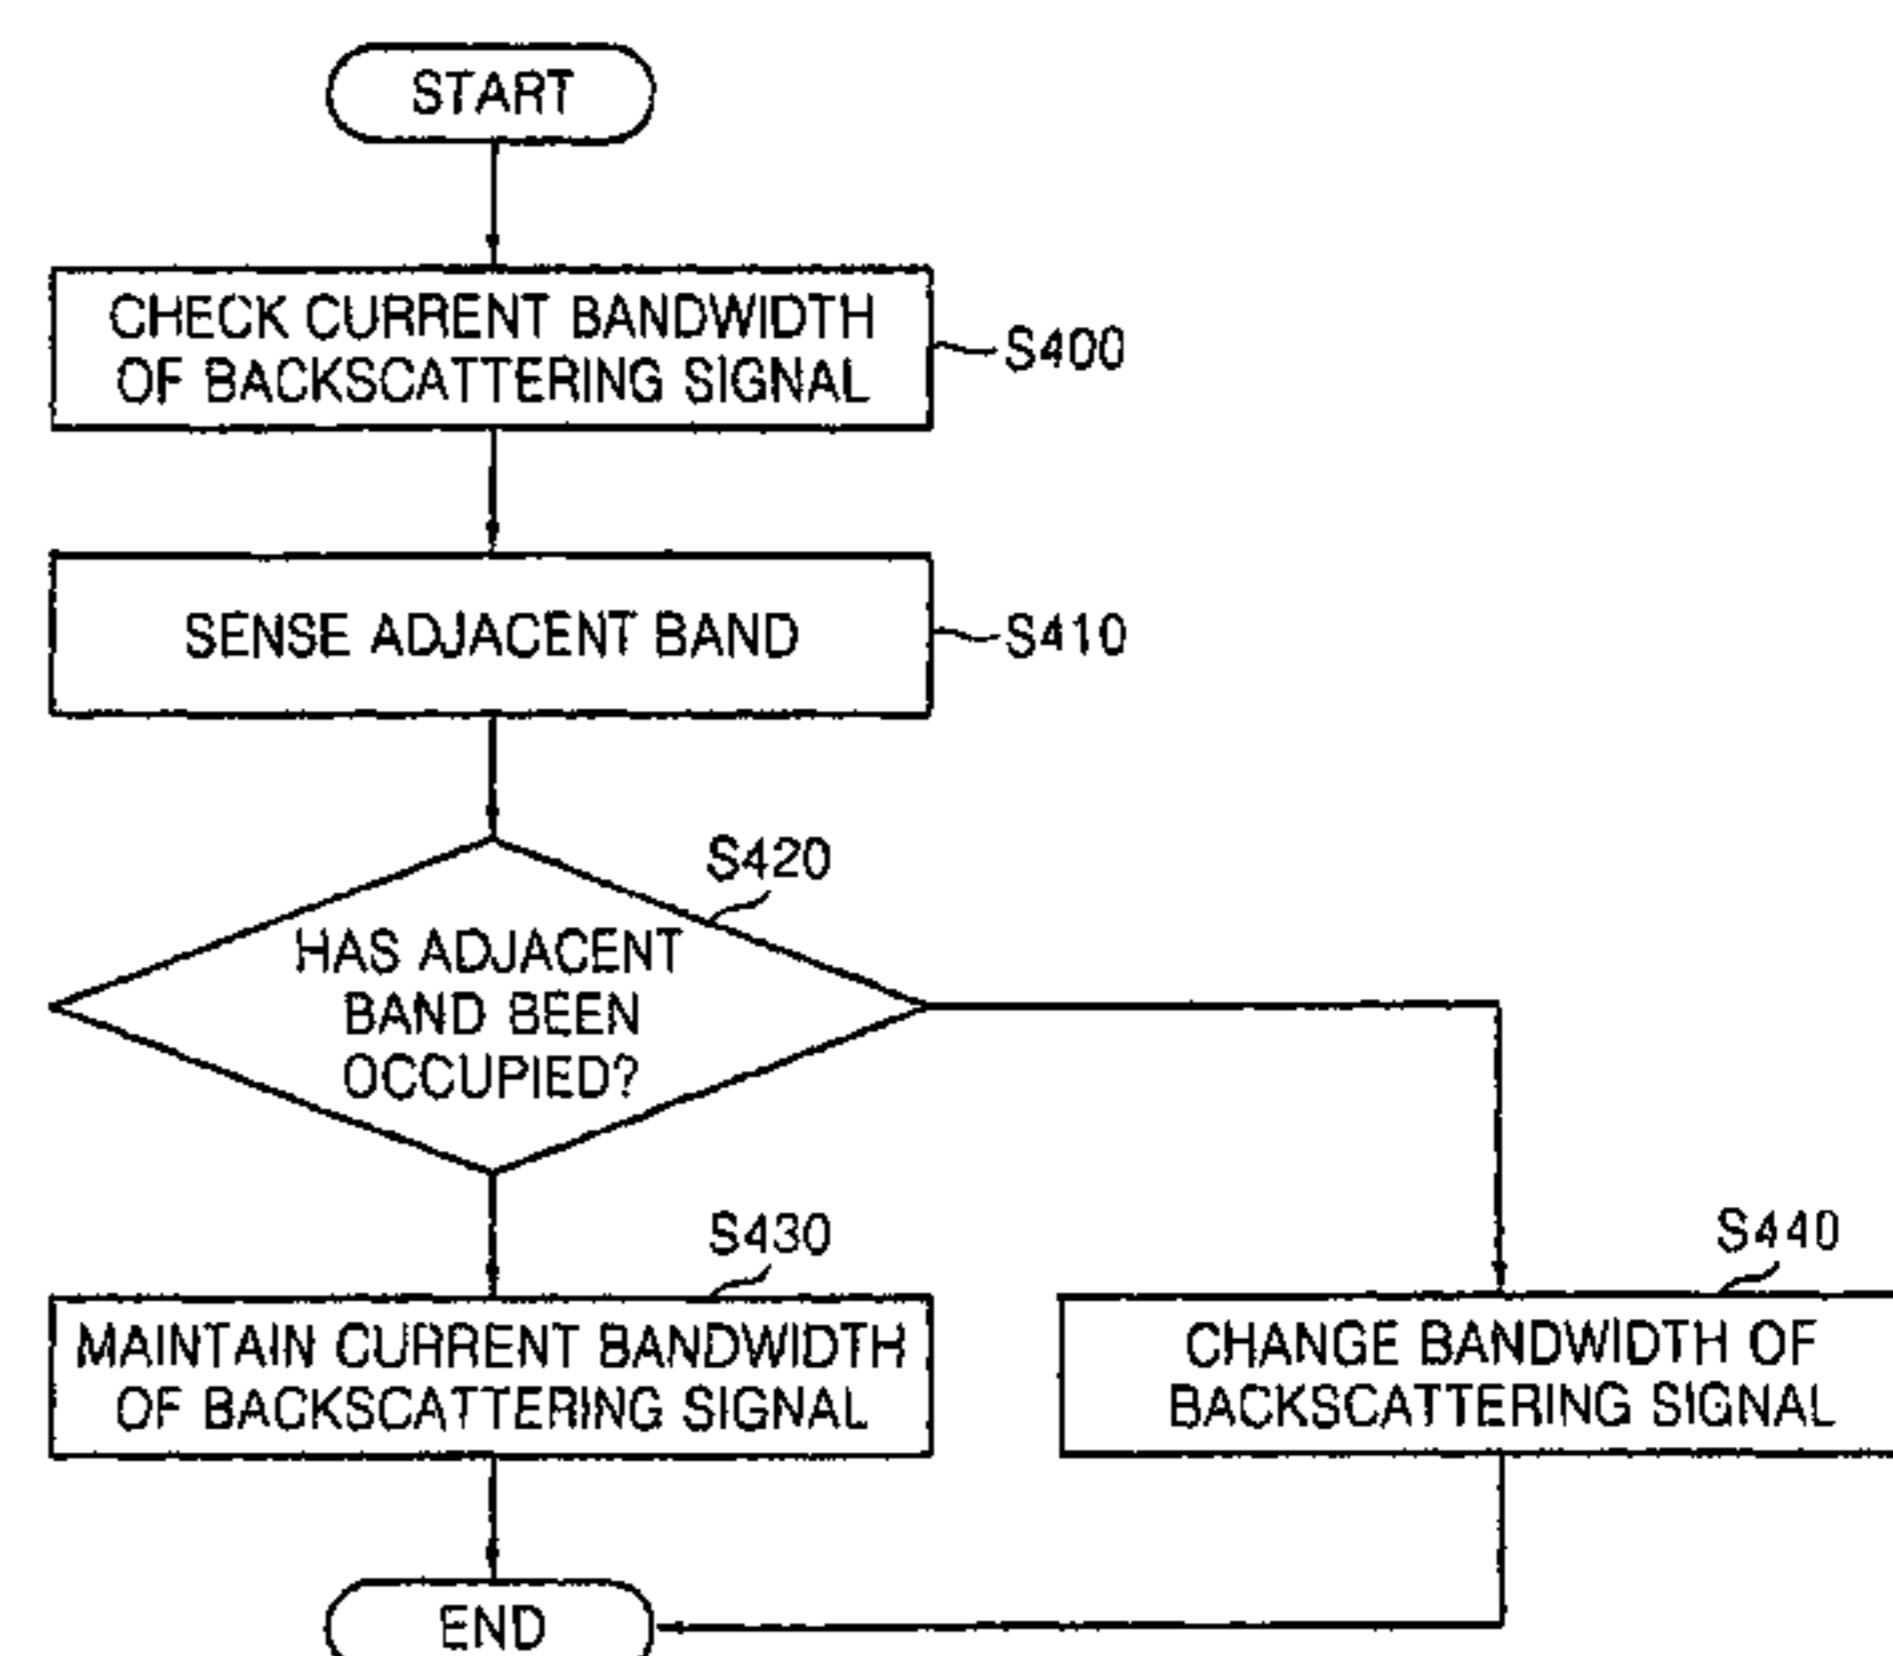 START
CHECK CURRENT BANDWIDTH
OF BACKSCATTERING SIGNAL
S400
SENSE ADJACENT BAND
S410
S420
HAS ADJACENT
BAND BEEN
OCCUPIED?
S430
MAINTAIN CURRENT BANDWIDTH
OF BACKSCATTERING SIGNAL
S440
CHANGE BANDWIDTH OF
BACKSCATTERING SIGNAL
END